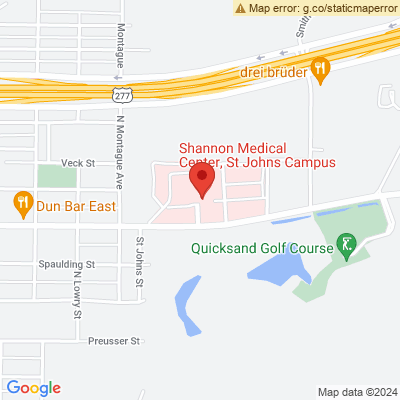 Map error: g.co/staticmaperror
Smith
Montague
drei.brüder
277
N Montague Ave
Shannon Medical
Center, St Johns Campus
Veck St
Dun Bar East
St Johns St
Quicksand Golf Course
Spaulding St
N Lowry St
Preusser St
Google
Map data ©2024